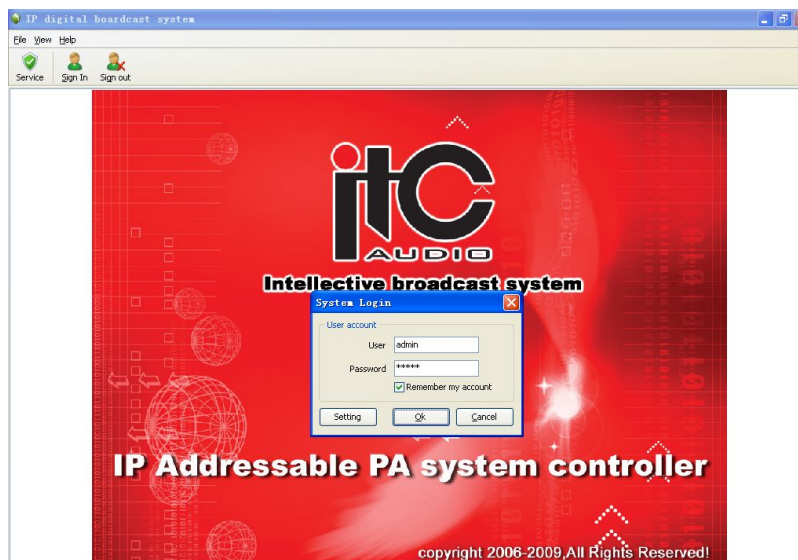 IP digital boardcast system
File View Help
Service Sign In Sign out
itc
AUDIO
Intellective broadcast system
System Login
User account
User admin
Password *****
Remember my account
Setting Ok Cancel
IP Addressable PA system controller
copyright 2006-2009,All Rights Reserved!